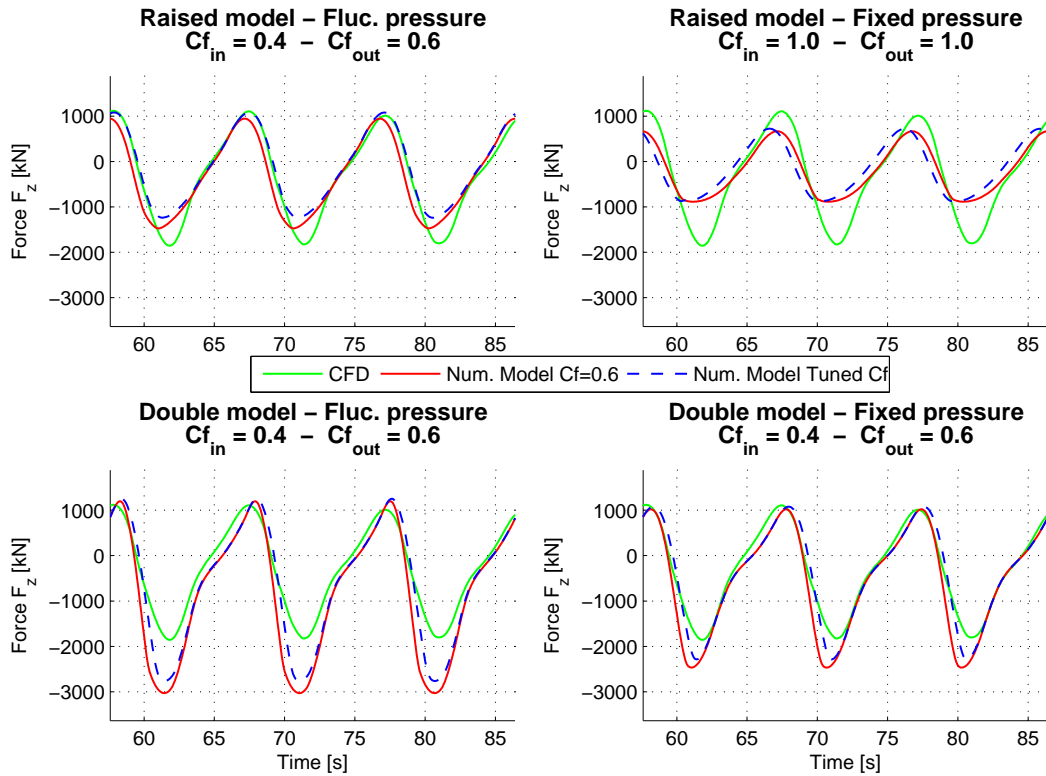 Raised model − Fluc. pressure
Cf_in = 0.4 − Cf_out = 0.6
Raised model − Fixed pressure
Cf_in = 1.0 − Cf_out = 1.0
Force F_z [kN]
1000
0
−1000
−2000
−3000
60 65 70 75 80 85
Force F_z [kN]
1000
0
−1000
−2000
−3000
60 65 70 75 80 85
CFD Num. Model Cf=0.6 Num. Model Tuned Cf
Double model − Fluc. pressure
Cf_in = 0.4 − Cf_out = 0.6
Double model − Fixed pressure
Cf_in = 0.4 − Cf_out = 0.6
Force F_z [kN]
1000
0
−1000
−2000
−3000
60 65 70 75 80 85
Time [s]
Force F_z [kN]
1000
0
−1000
−2000
−3000
60 65 70 75 80 85
Time [s]